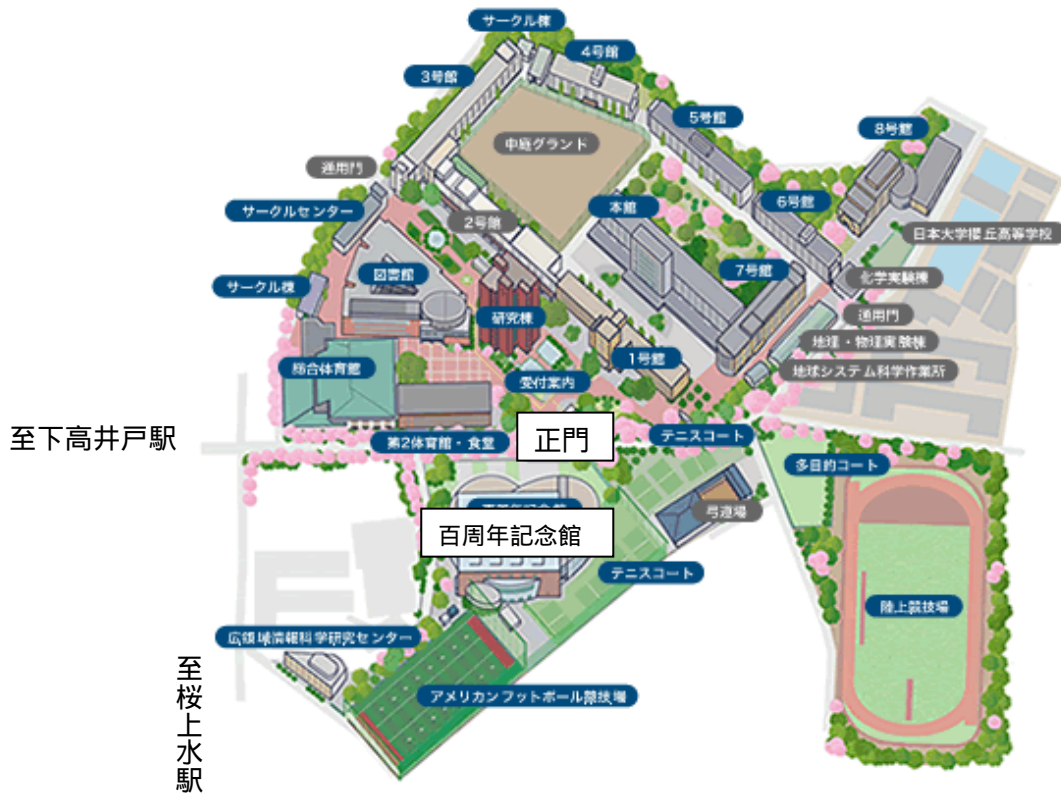 サークル棟
4号館
3号館
5号館
8号館
中庭グランド
通用門
本館
6号館
サークルセンター
2号館
日本大学櫻丘高等学校
図書館
7号館
化学実験棟
サークル棟
研究棟
通用門
地理・物理実験棟
1号館
総合体育館
受付案内
地球システム科学作業所
至下高井戸駅
第2体育館・食堂
正門
テニスコート
多目的コート
弓道場
百周年記念館
テニスコート
陸上競技場
広領域情報科学研究センター
至桜上水駅
アメリカンフットボール競技場